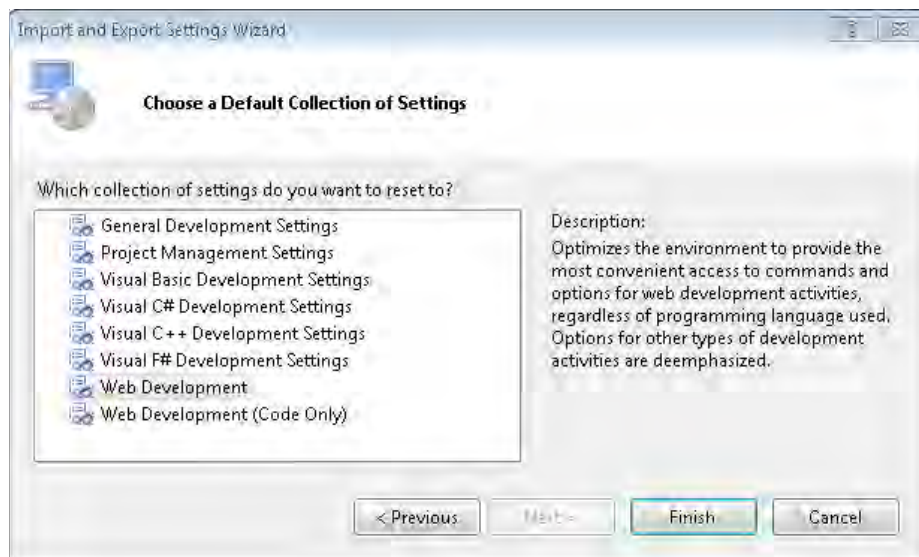 Import and Export Settings Wizard
Choose a Default Collection of Settings
Which collection of settings do you want to reset to?
General Development Settings
Project Management Settings
Visual Basic Development Settings
Visual C# Development Settings
Visual C++ Development Settings
Visual F# Development Settings
Web Development
Web Development (Code Only)
Description:
Optimizes the environment to provide the
most convenient access to commands and
options for web development activities,
regardless of programming language used.
Options for other types of development
activities are deemphasized.
< Previous
Next >
Finish
Cancel